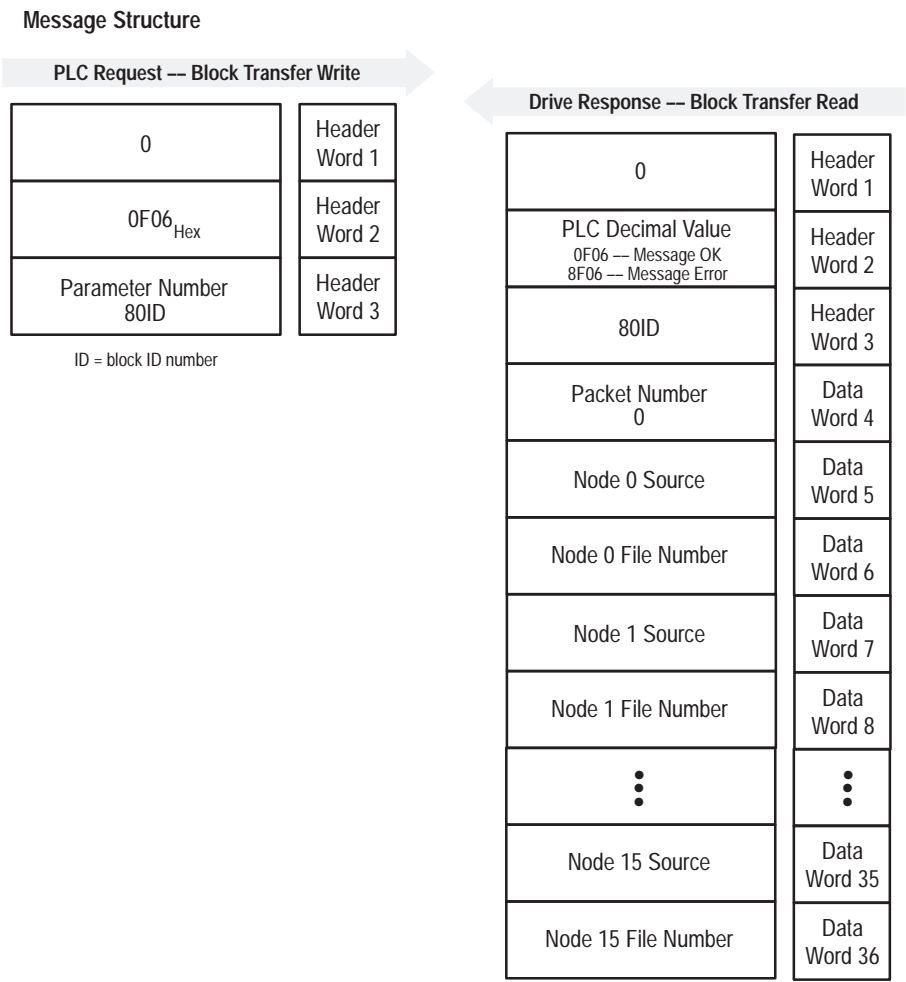 Message Structure
PLC Request –– Block Transfer Write
0
Header
Word 1
0F06Hex
Header
Word 2
Parameter Number
80ID
Header
Word 3
ID = block ID number
Drive Response –– Block Transfer Read
0
Header
Word 1
PLC Decimal Value
0F06 –– Message OK
8F06 –– Message Error
Header
Word 2
80ID
Header
Word 3
Packet Number
0
Data
Word 4
Node 0 Source
Data
Word 5
Node 0 File Number
Data
Word 6
Node 1 Source
Data
Word 7
Node 1 File Number
Data
Word 8
Node 15 Source
Data
Word 35
Node 15 File Number
Data
Word 36